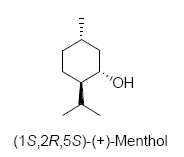 OH
(1S,2R,5S)-(+)-Menthol